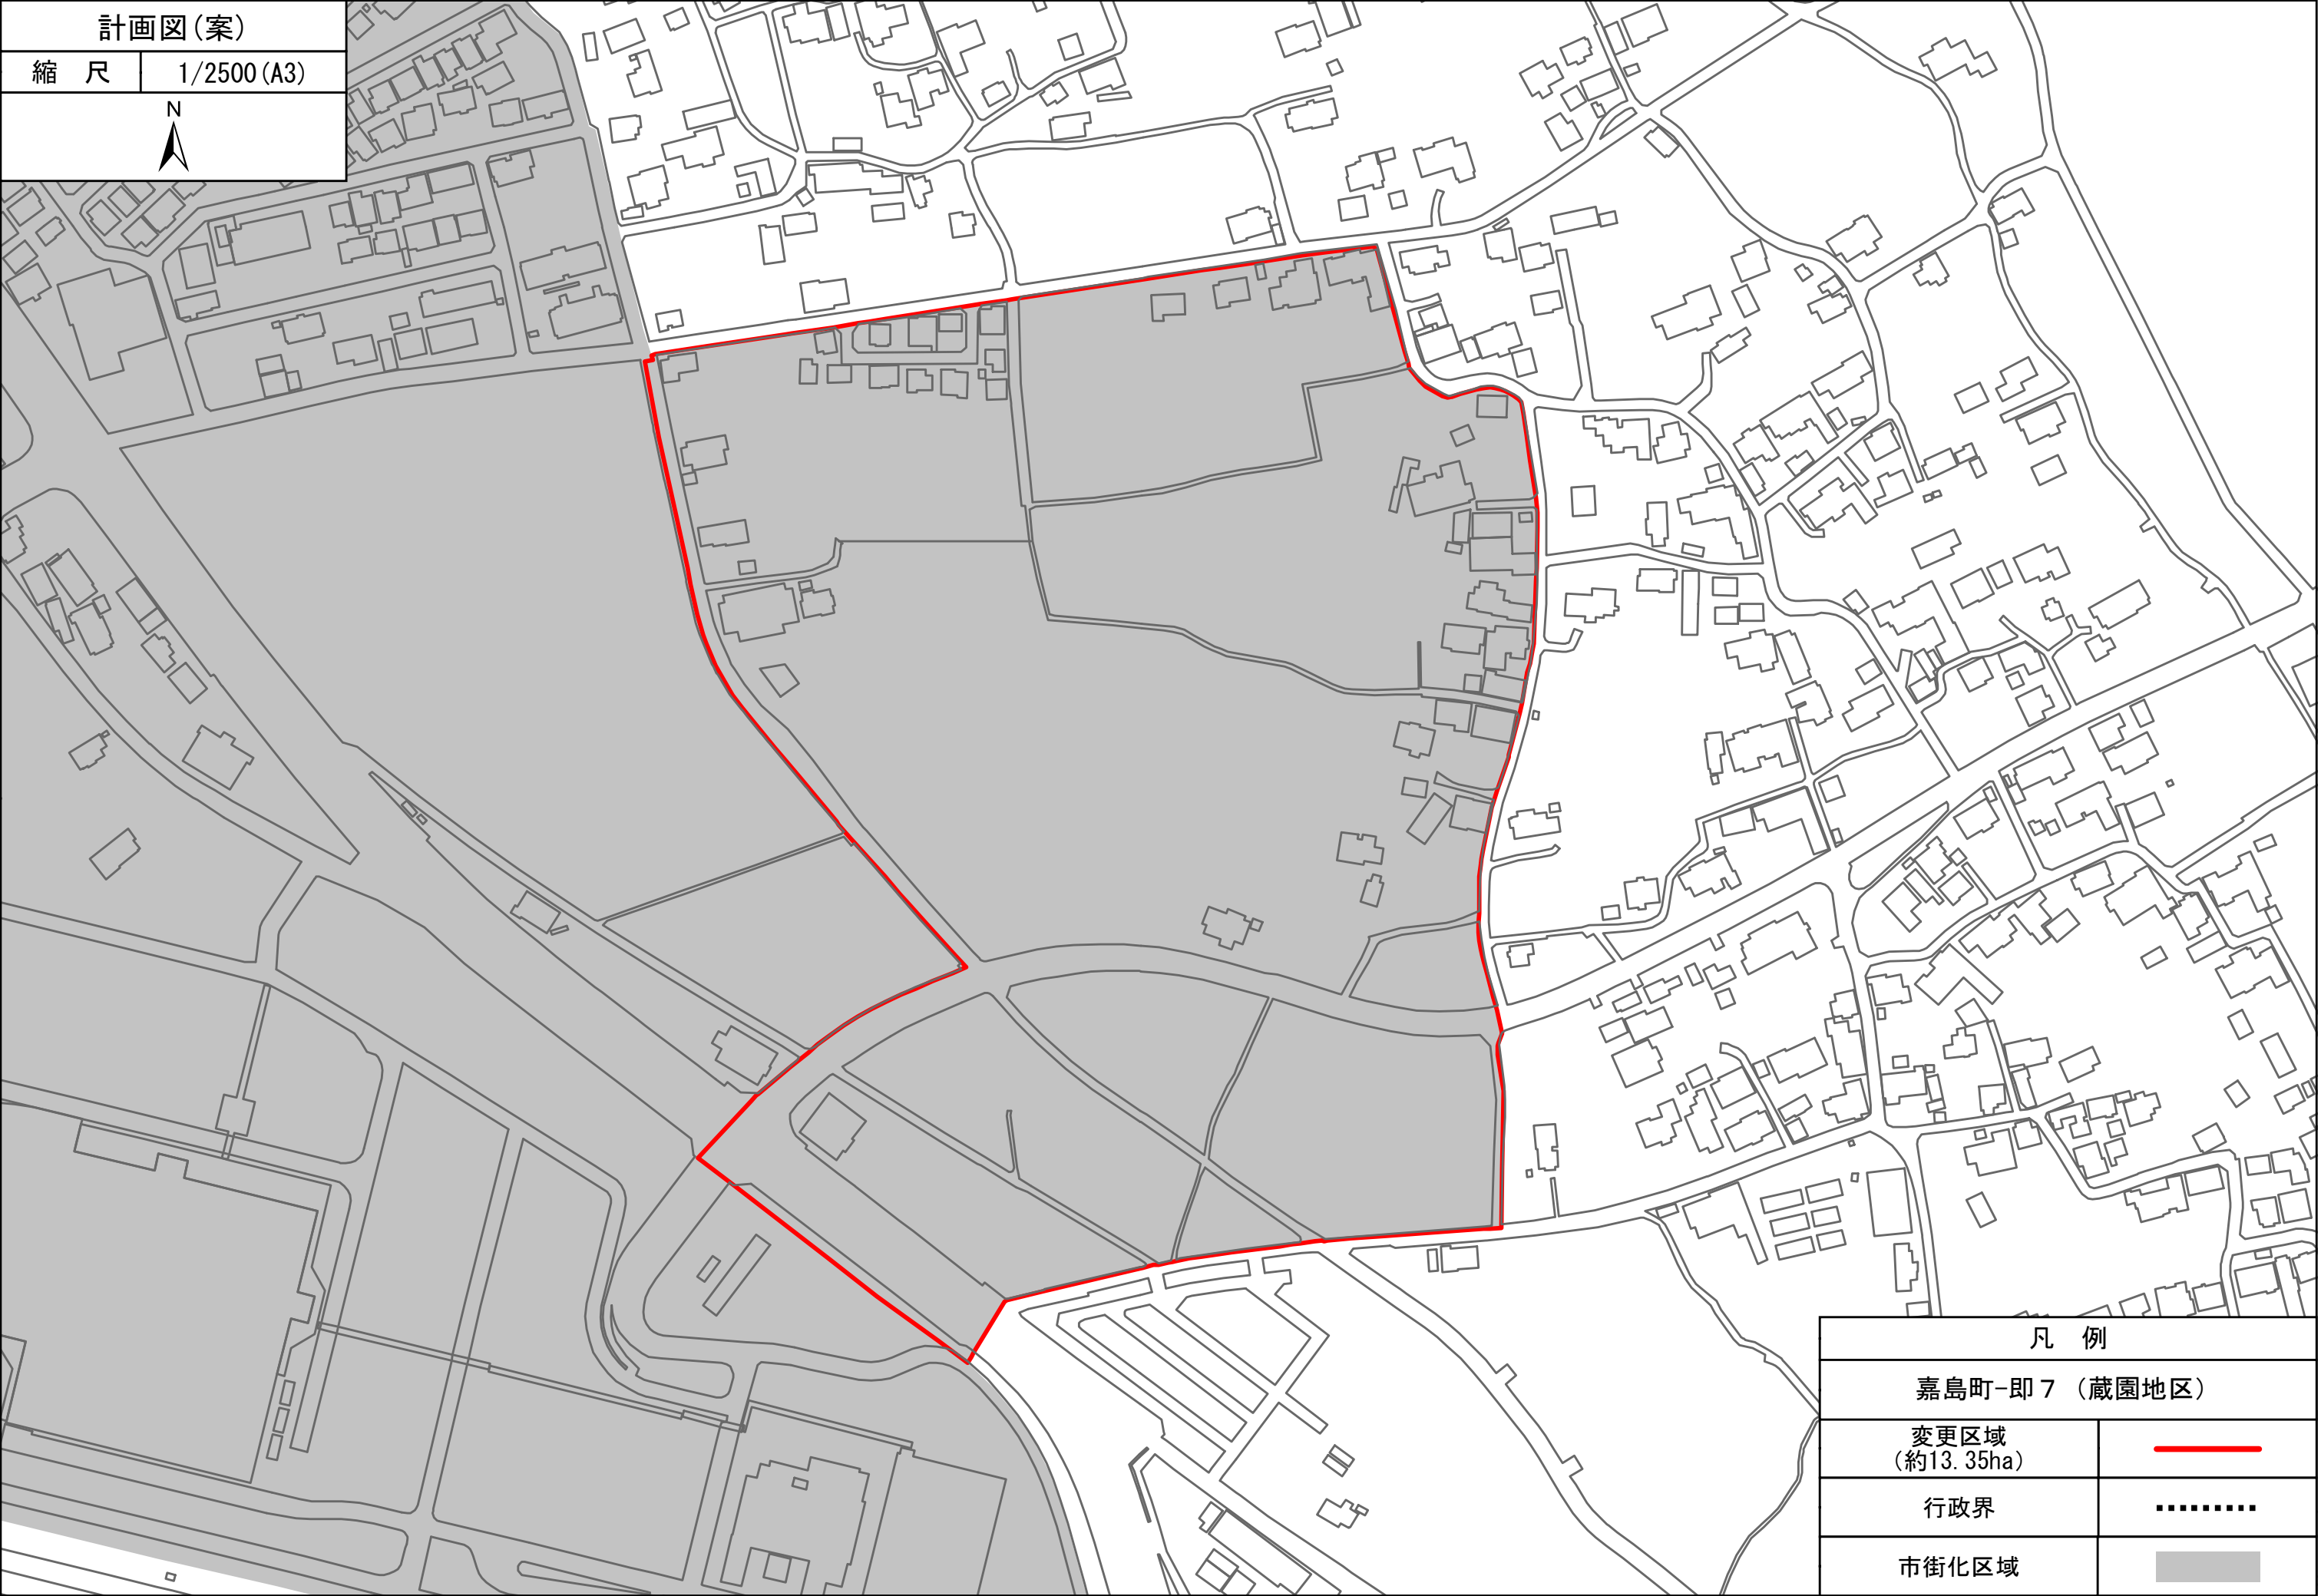 計画図(案)
縮 尺 1/2500(A3)
N
凡 例
嘉島町-即７（蔵園地区）
変更区域
(約13.35ha)
行政界
市街化区域